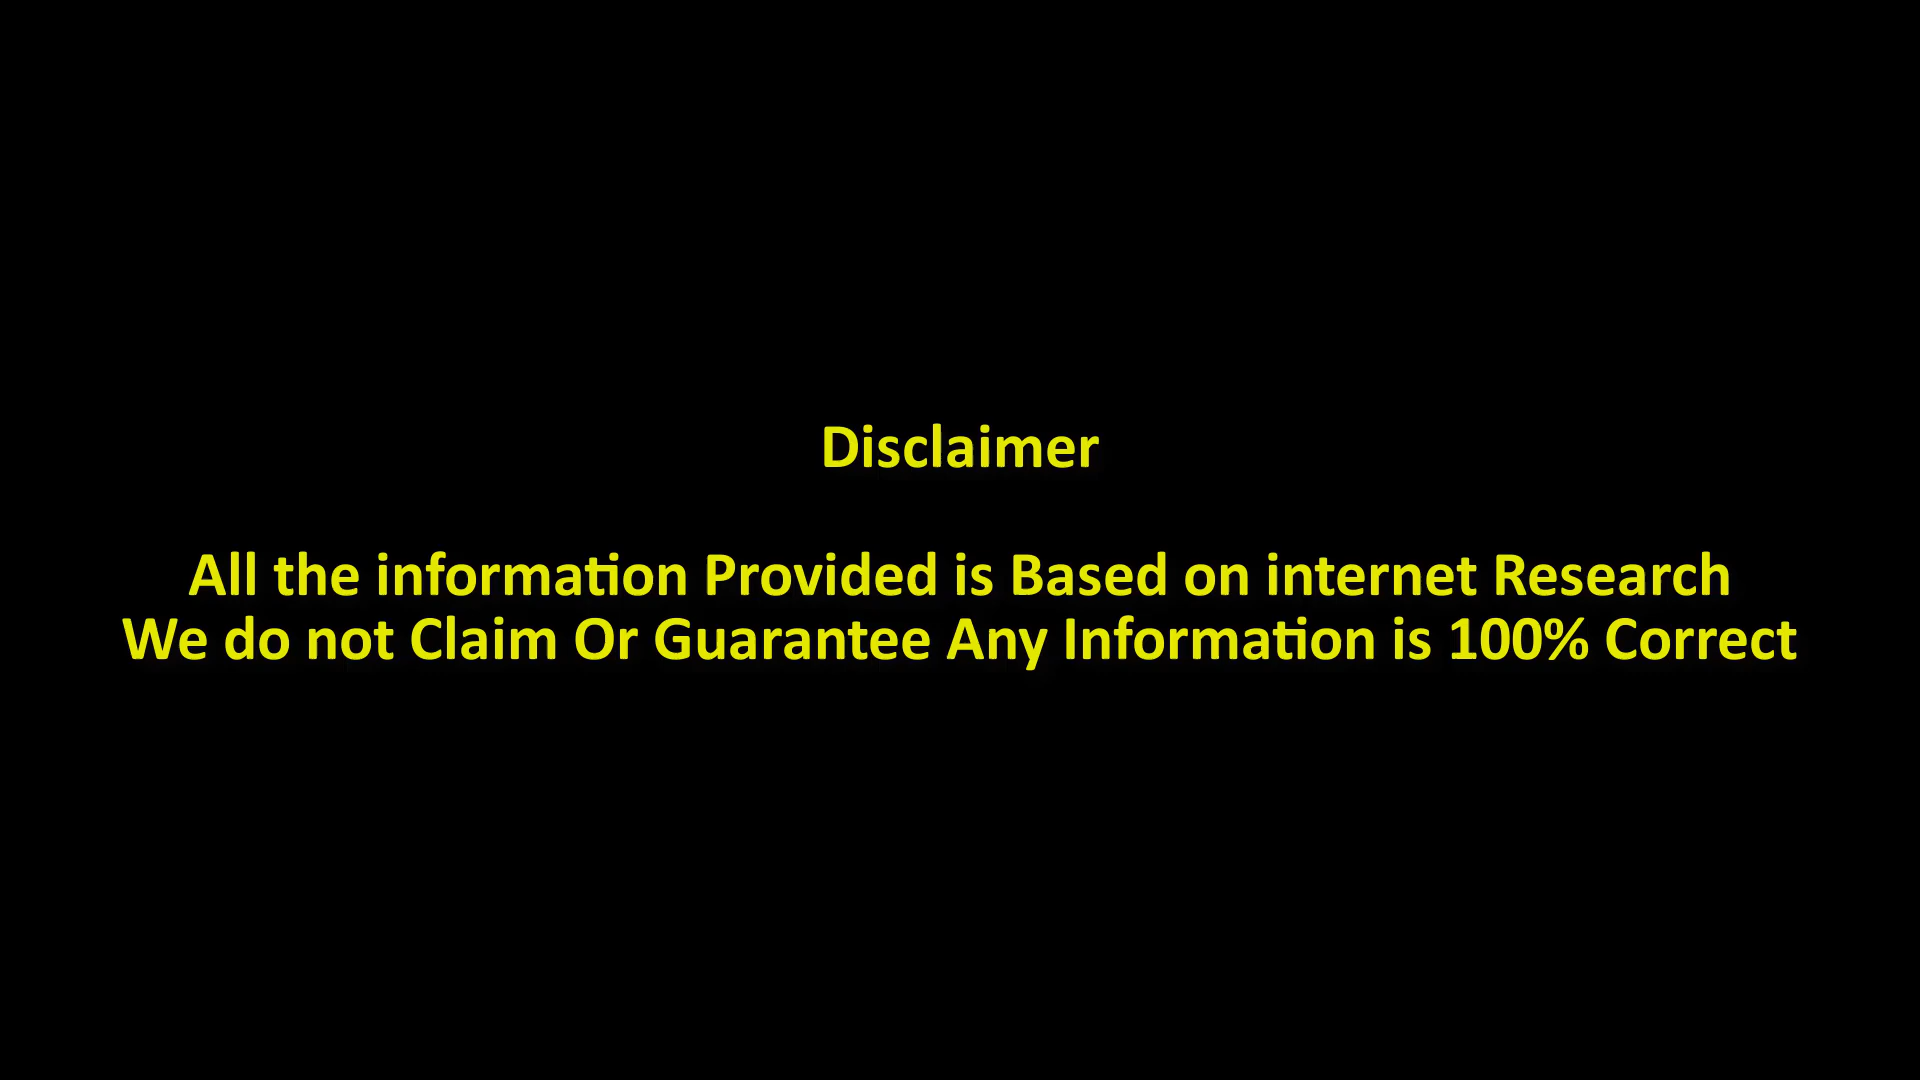 Disclaimer
All the information Provided is Based on internet Research
We do not Claim Or Guarantee Any Information is 100% Correct